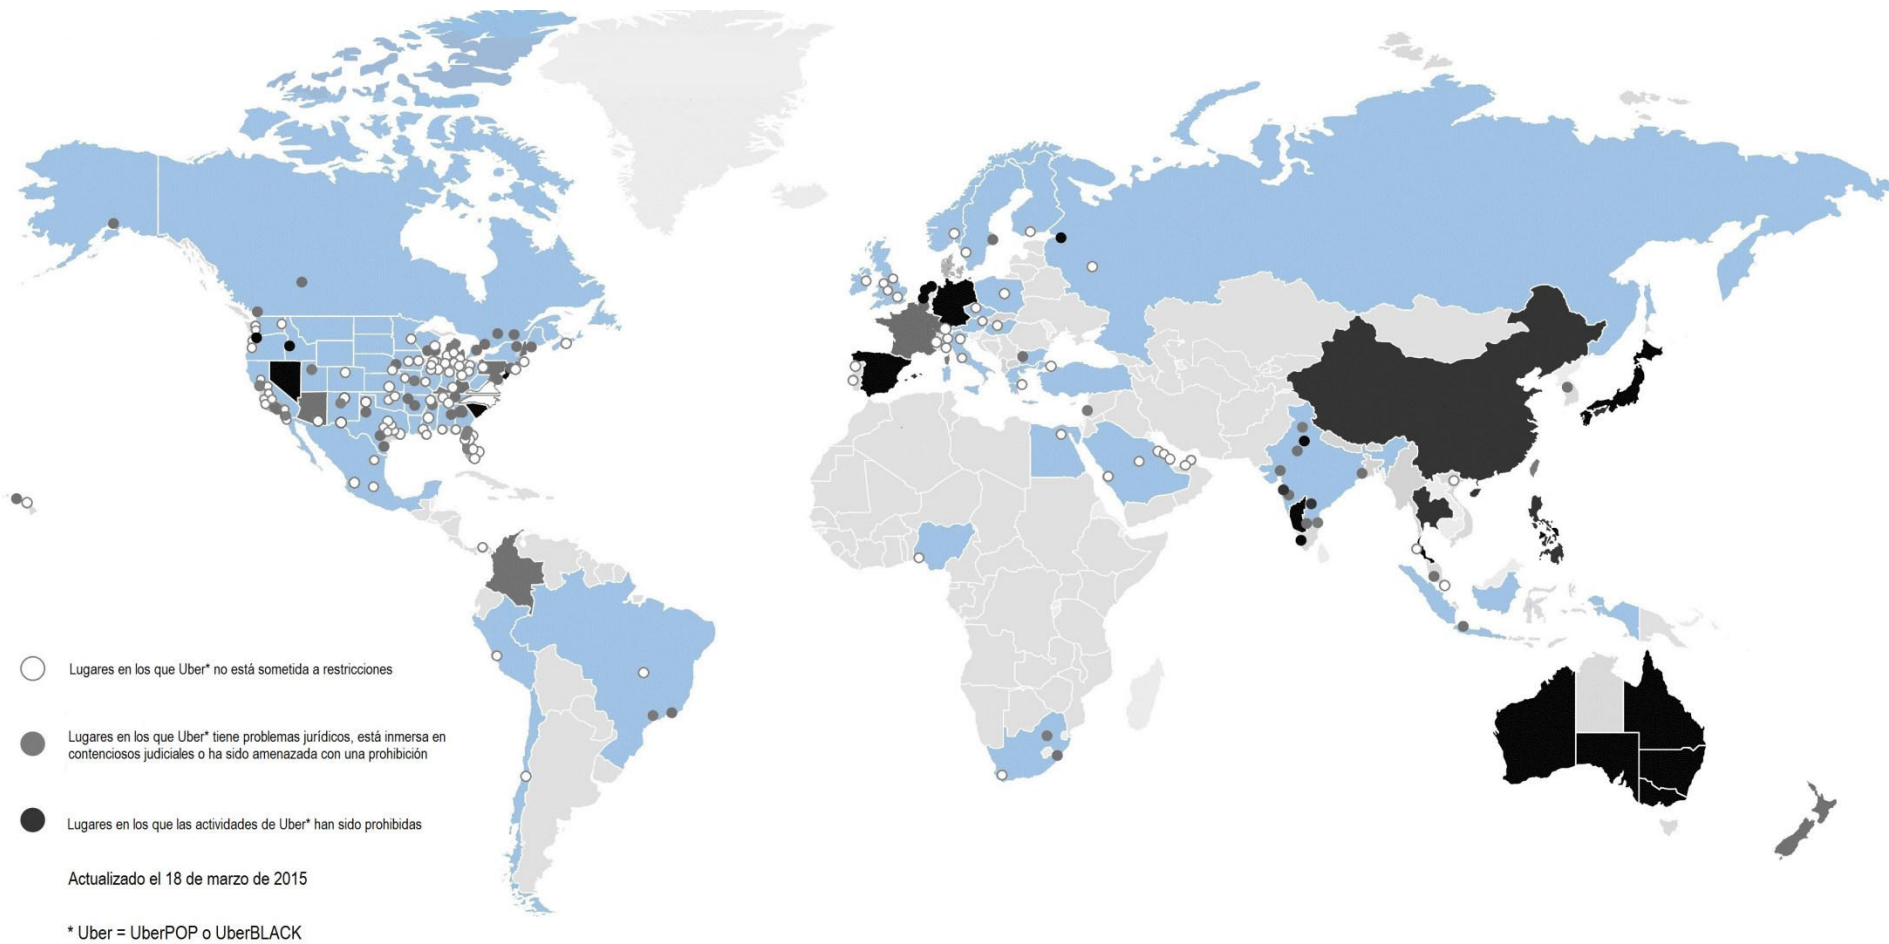 Lugares en los que Uber* no está sometida a restricciones
Lugares en los que Uber* tiene problemas jurídicos, está inmersa en
contenciosos judiciales o ha sido amenazada con una prohibición
Lugares en los que las actividades de Uber* han sido prohibidas
Actualizado el 18 de marzo de 2015
* Uber = UberPOP o UberBLACK